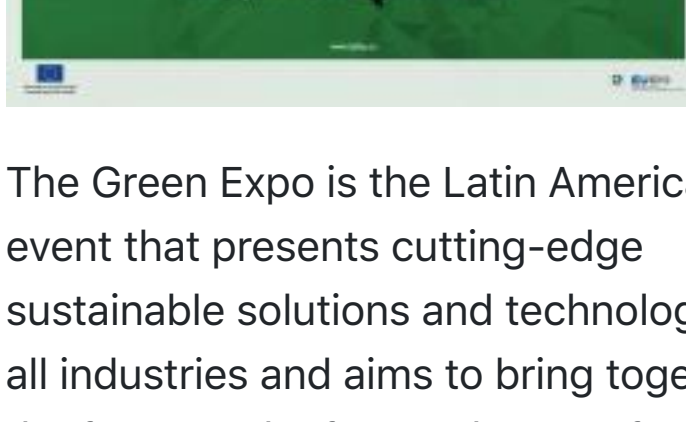 The Green Expo is the Latin Americ
event that presents cutting-edge
sustainable solutions and technolog
all industries and aims to bring toge